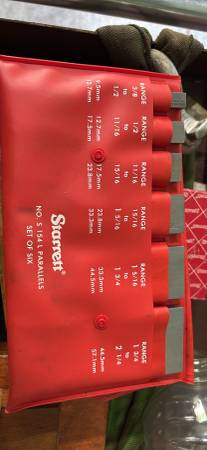 RANGE
3/8
to
1/2
9.5mm
12.7mm
RANGE
1/2
to
11/16
12.7mm
17.5mm
RANGE
11/16
to
15/16
17.5mm
23.8mm
RANGE
15/16
to
1 5/16
23.8mm
33.3mm
RANGE
1 5/16
to
1 3/4
33.3mm
44.5mm
RANGE
1 3/4
to
2 1/4
44.5mm
57.1mm
Starrett
NO. S 154 L PARALLELS
SET OF SIX